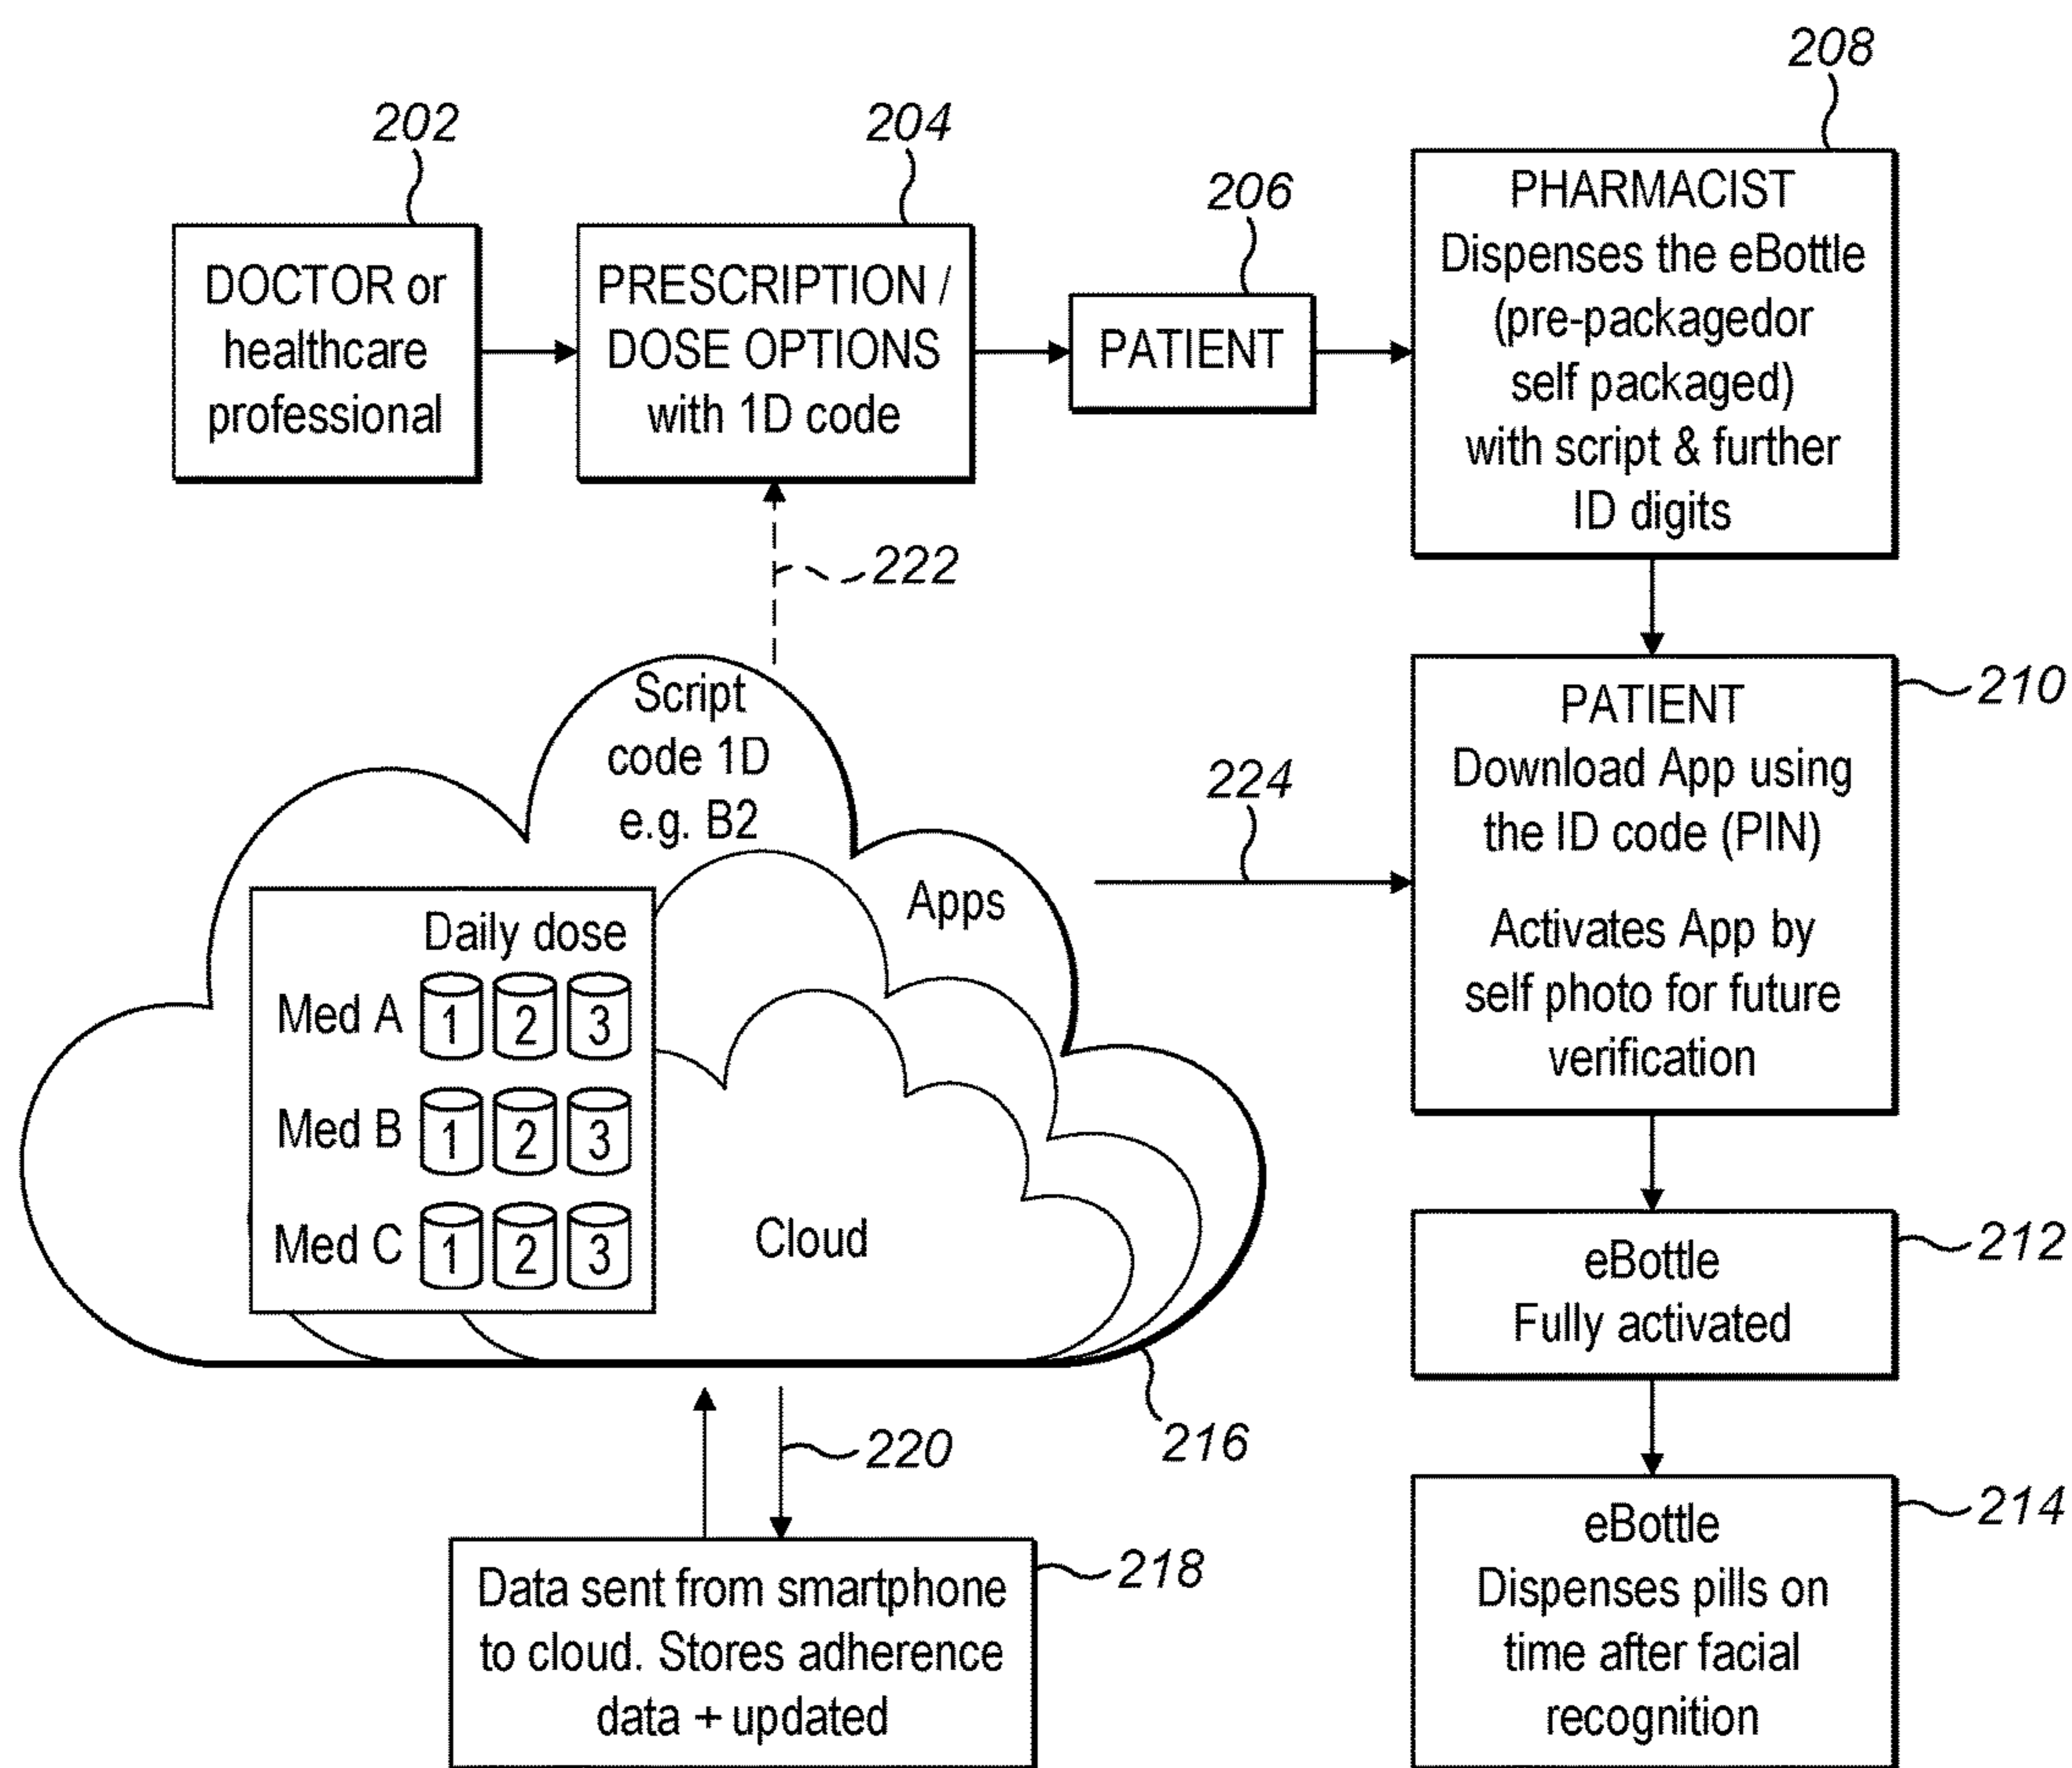 208
202
204
206
DOCTOR or
healthcare
professional
PRESCRIPTION /
DOSE OPTIONS
with 1D code
PATIENT
PHARMACIST
Dispenses the eBottle
(pre-packagedor
self packaged)
with script & further
ID digits
222
Script
code 1D
e.g. B2
Apps
Cloud
Daily dose
Med A 1 2 3
Med B 1 2 3
Med C 1 2 3
216
224
PATIENT
Download App using
the ID code (PIN)
Activates App by
self photo for future
verification
210
eBottle
Fully activated
212
220
Data sent from smartphone
to cloud. Stores adherence
data + updated
218
eBottle
Dispenses pills on
time after facial
recognition
214